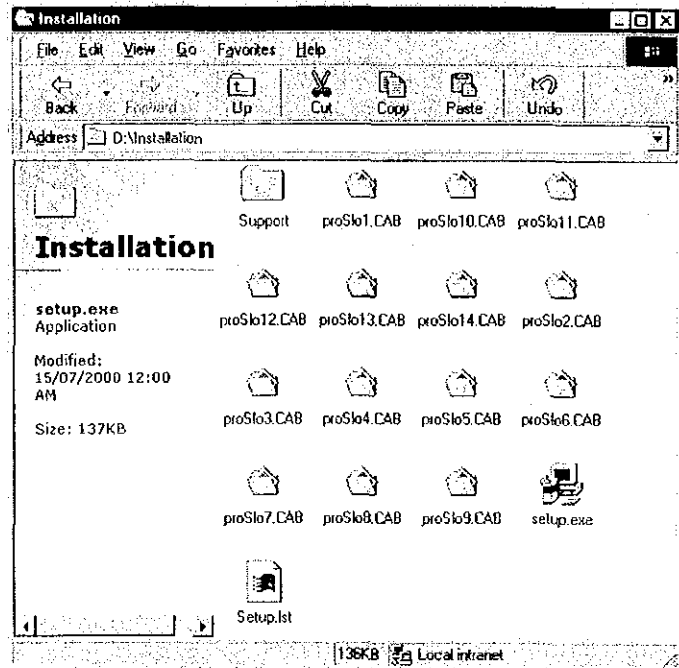 Installation
File Edit View Go Favorites Help
Back Forward Up Cut Copy Paste Undo »
Address D:\Installation
Installation
setup.exe
Application
Modified:
15/07/2000 12:00
AM
Size: 137KB
Support proSlo1.CAB proSlo10.CAB proSlo11.CAB
proSlo12.CAB proSlo13.CAB proSlo14.CAB proSlo2.CAB
proSlo3.CAB proSlo4.CAB proSlo5.CAB proSlo6.CAB
proSlo7.CAB proSlo8.CAB proSlo9.CAB setup.exe
Setup.lst
136KB Local intranet